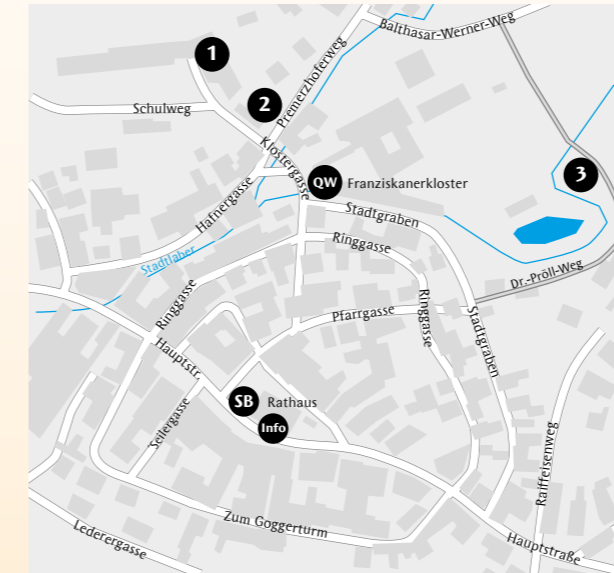 Balthasar-Werner-Weg
1
Premerzhoferweg
2
Schulweg
Klostergasse
3
QW Franziskanerkloster
Hafnergasse
Stadtgraben
Ringgasse
Stadtlaber
Dr.-Pröll-Weg
Ringgasse
Ringgasse
Pfarrgasse
Stadtgraben
Hauptstr.
SB Rathaus
Info
Seilergasse
Raiffeisenweg
Zum Goggerturm
Lederergasse
Hauptstraße